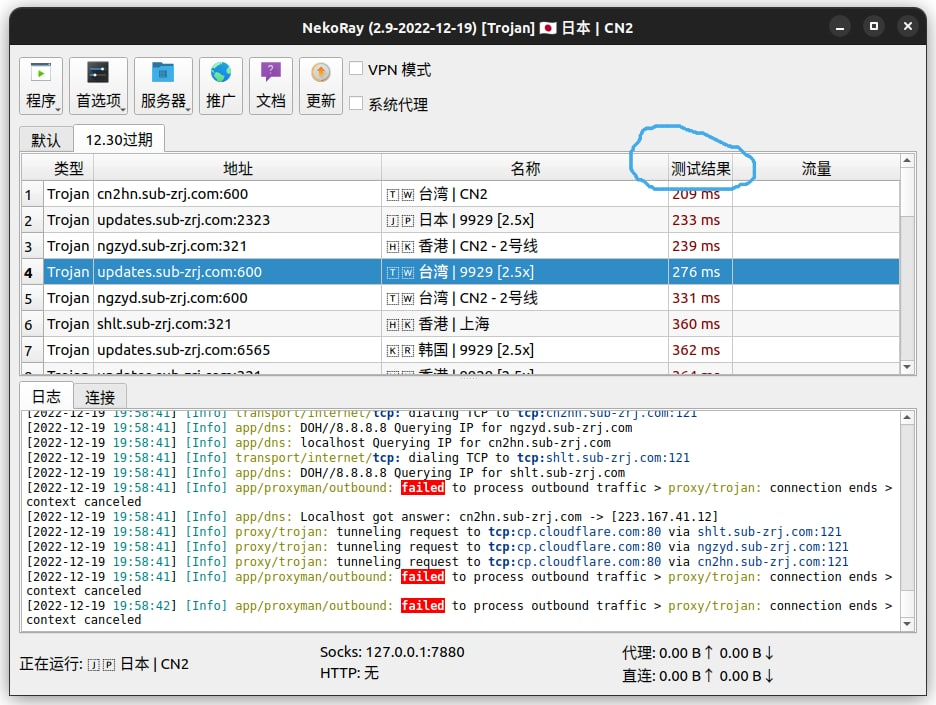 NekoRay (2.9-2022-12-19) [Trojan] 🇯🇵 日本 | CN2
程序 首选项 服务器 推广 文档 更新
VPN 模式
系统代理
默认 12.30过期
类型 地址 名称 测试结果 流量
1 Trojan cn2hn.sub-zrj.com:600 🇹🇼 台湾 | CN2 209 ms
2 Trojan updates.sub-zrj.com:2323 🇯🇵 日本 | 9929 [2.5x] 233 ms
3 Trojan ngzyd.sub-zrj.com:321 🇭🇰 香港 | CN2 - 2号线 239 ms
4 Trojan updates.sub-zrj.com:600 🇹🇼 台湾 | 9929 [2.5x] 276 ms
5 Trojan ngzyd.sub-zrj.com:600 🇹🇼 台湾 | CN2 - 2号线 331 ms
6 Trojan shlt.sub-zrj.com:321 🇭🇰 香港 | 上海 360 ms
7 Trojan updates.sub-zrj.com:6565 🇰🇷 韩国 | 9929 [2.5x] 362 ms
日志 连接
[2022-12-19 19:58:41] [Info] transport/internet/tcp: dialing TCP to tcp:cn2hn.sub-zrj.com:121
[2022-12-19 19:58:41] [Info] app/dns: DOH//8.8.8.8 Querying IP for ngzyd.sub-zrj.com
[2022-12-19 19:58:41] [Info] app/dns: localhost Querying IP for cn2hn.sub-zrj.com
[2022-12-19 19:58:41] [Info] transport/internet/tcp: dialing TCP to tcp:shlt.sub-zrj.com:121
[2022-12-19 19:58:41] [Info] app/dns: DOH//8.8.8.8 Querying IP for shlt.sub-zrj.com
[2022-12-19 19:58:41] [Info] app/proxyman/outbound: failed to process outbound traffic > proxy/trojan: connection ends >
context canceled
[2022-12-19 19:58:41] [Info] app/dns: Localhost got answer: cn2hn.sub-zrj.com -> [223.167.41.12]
[2022-12-19 19:58:41] [Info] proxy/trojan: tunneling request to tcp:cp.cloudflare.com:80 via shlt.sub-zrj.com:121
[2022-12-19 19:58:41] [Info] proxy/trojan: tunneling request to tcp:cp.cloudflare.com:80 via ngzyd.sub-zrj.com:121
[2022-12-19 19:58:41] [Info] proxy/trojan: tunneling request to tcp:cp.cloudflare.com:80 via cn2hn.sub-zrj.com:121
[2022-12-19 19:58:41] [Info] app/proxyman/outbound: failed to process outbound traffic > proxy/trojan: connection ends >
context canceled
[2022-12-19 19:58:42] [Info] app/proxyman/outbound: failed to process outbound traffic > proxy/trojan: connection ends >
context canceled
正在运行: 🇯🇵 日本 | CN2
Socks: 127.0.0.1:7880
HTTP: 无
代理: 0.00 B↑ 0.00 B↓
直连: 0.00 B↑ 0.00 B↓